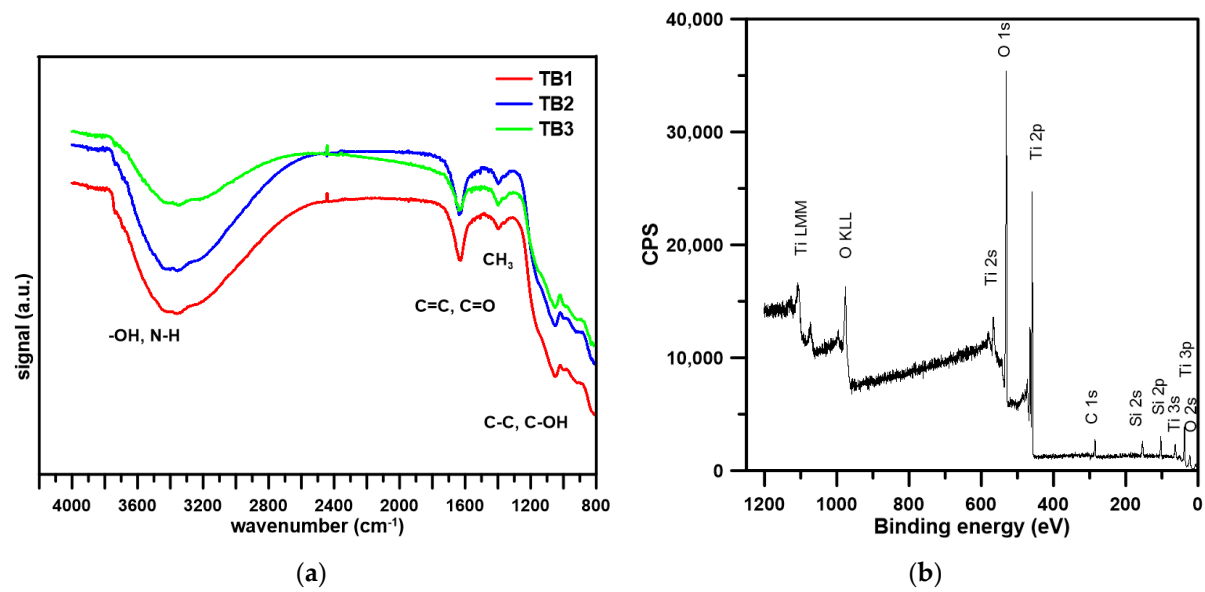 TB1
TB2
TB3
CH3
C=C, C=O
-OH, N-H
C-C, C-OH
signal (a.u.)
4000 3600 3200 2800 2400 2000 1600 1200 800
wavenumber (cm-1)
(a)
40,000
30,000
20,000
10,000
0
CPS
Ti LMM
O KLL
Ti 2s
O 1s
Ti 2p
C 1s
Si 2s
Si 2p
Ti 3s
Ti 3p
O 2s
1200 1000 800 600 400 200 0
Binding energy (eV)
(b)